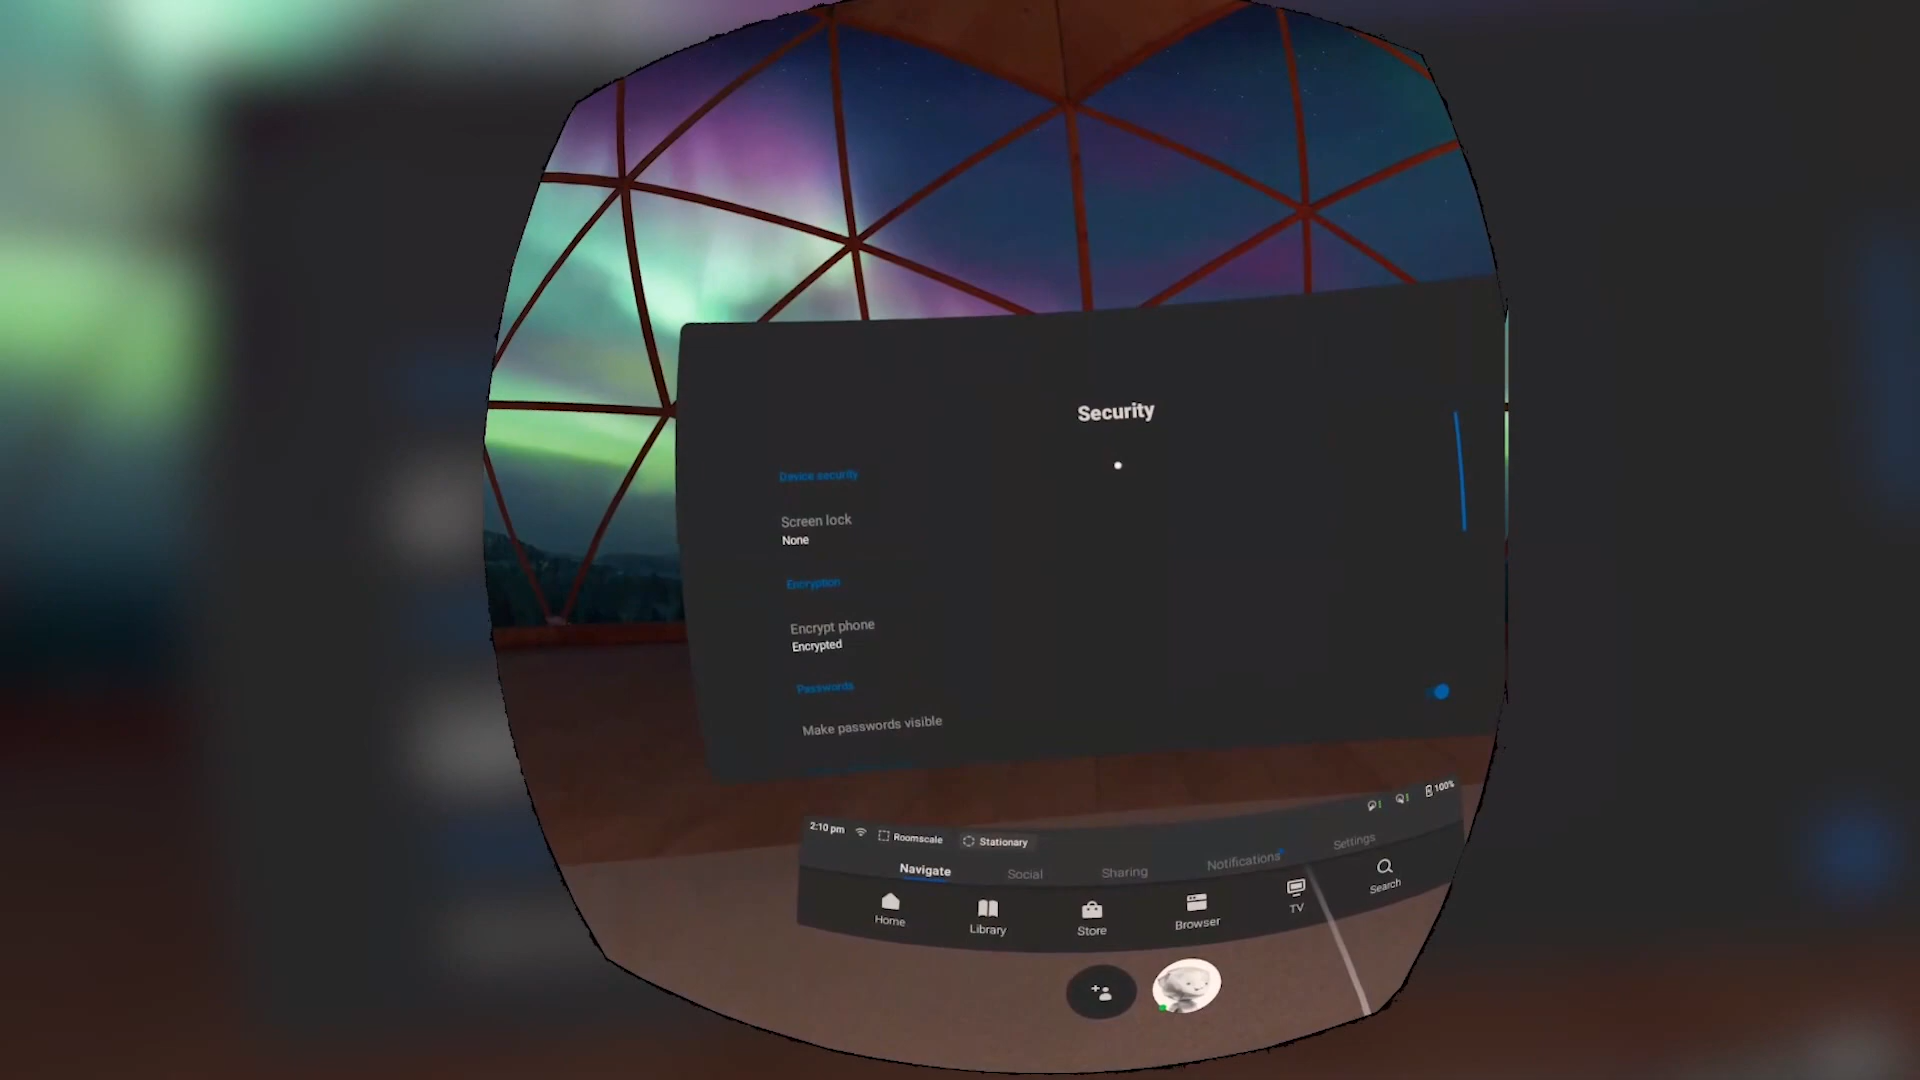 Security
Device security
Screen lock
None
Encryption
Encrypt phone
Encrypted
Passwords
Make passwords visible
2:10 pm Roomscale Stationary 100%
Navigate Social Sharing Notifications Settings
Home Library Store Browser TV Search